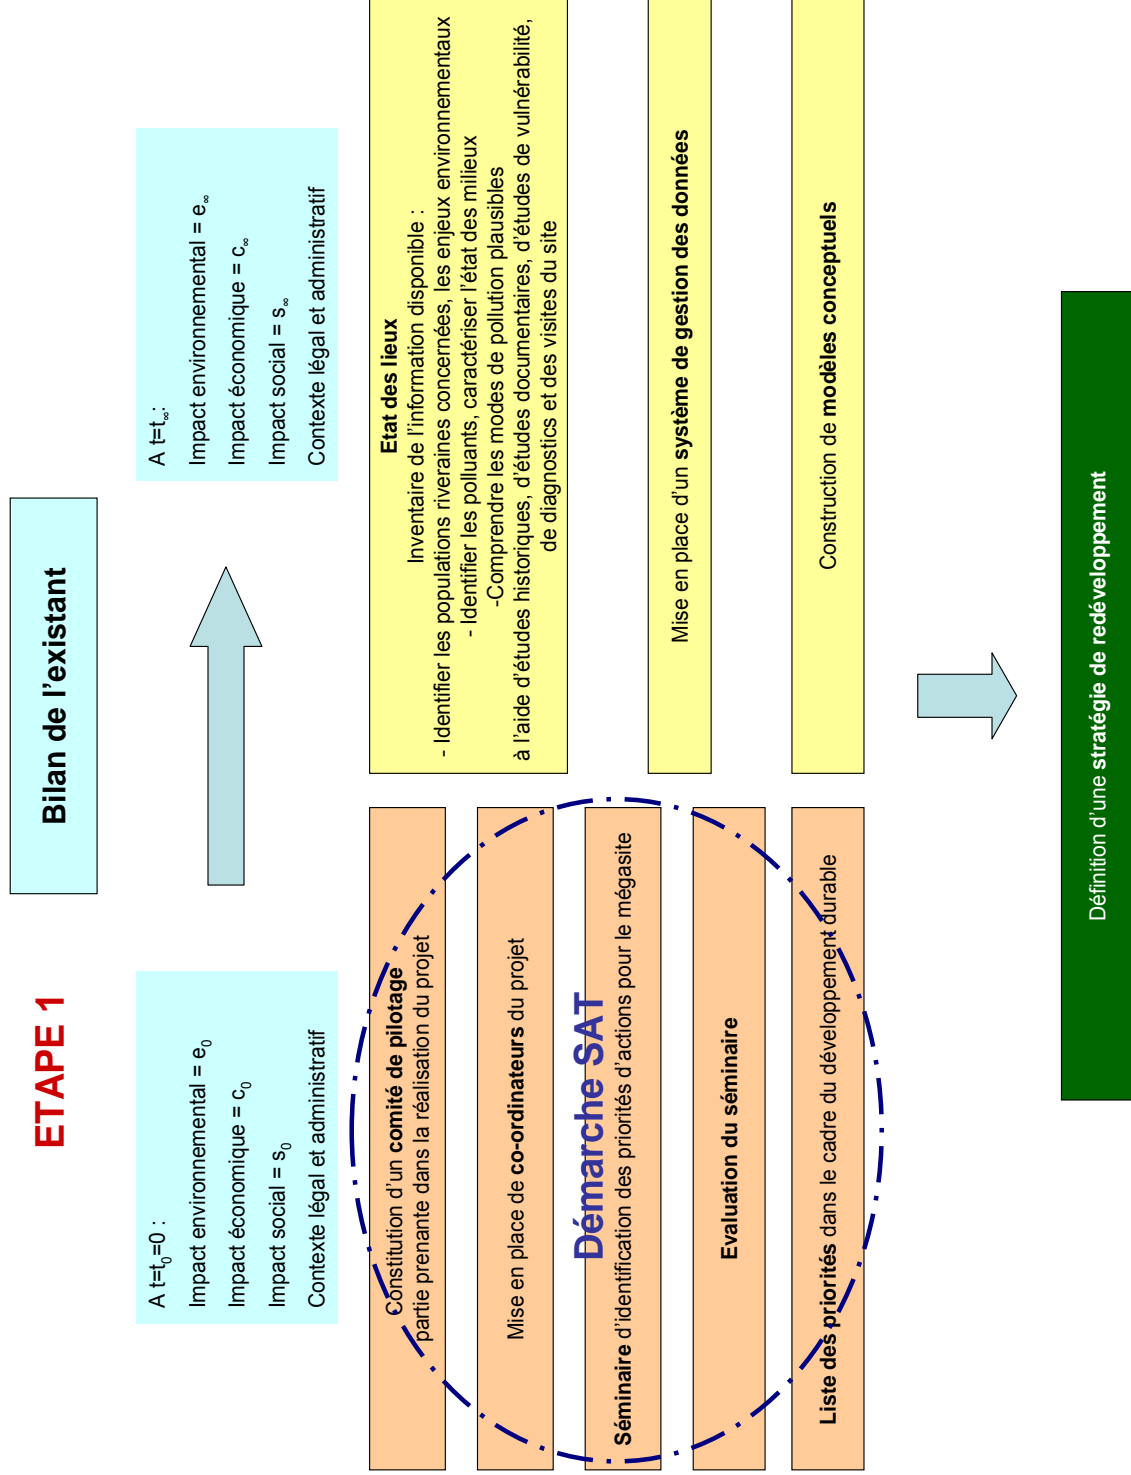 ETAPE 1
Bilan de l'existant
A t=t₀=0 :
Impact environnemental = e₀
Impact économique = c₀
Impact social = s₀
Contexte légal et administratif
A t=t∞:
Impact environnemental = e∞
Impact économique = c∞
Impact social = s∞
Contexte légal et administratif
Constitution d'un comité de pilotage
partie prenante dans la réalisation du projet
Mise en place de co-ordinateurs du projet
Démarche SAT
Séminaire d'identification des priorités d'actions pour le mégasite
Evaluation du séminaire
Liste des priorités dans le cadre du développement durable
Etat des lieux
Inventaire de l'information disponible :
- Identifier les populations riveraines concernées, les enjeux environnementaux
- Identifier les polluants, caractériser l'état des milieux
-Comprendre les modes de pollution plausibles
à l'aide d'études historiques, d'études documentaires, d'études de vulnérabilité,
de diagnostics et des visites du site
Mise en place d'un système de gestion des données
Construction de modèles conceptuels
Définition d'une stratégie de redéveloppement